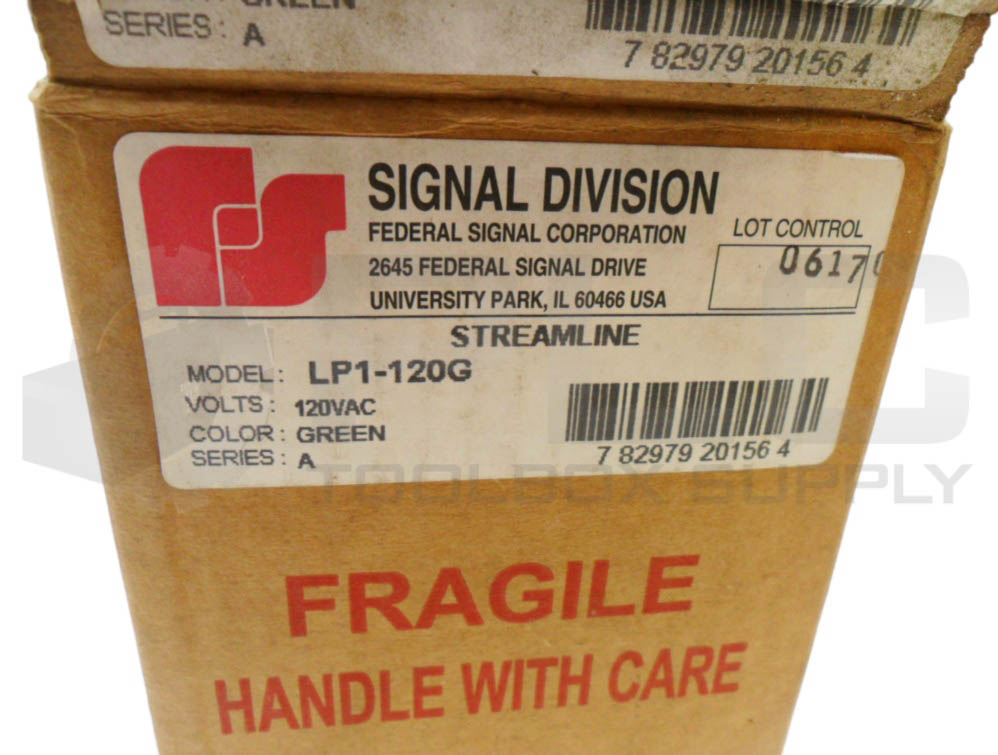 GREEN
SERIES: A
7 82979 20156 4
SIGNAL DIVISION
FEDERAL SIGNAL CORPORATION
2645 FEDERAL SIGNAL DRIVE
UNIVERSITY PARK, IL 60466 USA
LOT CONTROL
0617
STREAMLINE
MODEL: LP1-120G
VOLTS: 120VAC
COLOR: GREEN
SERIES: A
7 82979 20156 4
TOOLBOX SUPPLY
FRAGILE
HANDLE WITH CARE